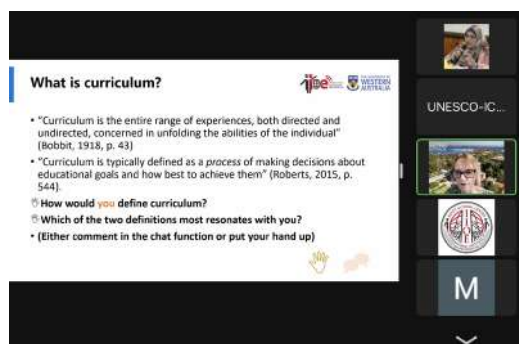 What is curriculum?
WESTERN
AUSTRALIA
• "Curriculum is the entire range of experiences, both directed and
undirected, concerned in unfolding the abilities of the individual"
(Bobbit, 1918, p. 43)
• "Curriculum is typically defined as a process of making decisions about
educational goals and how best to achieve them" (Roberts, 2015, p.
544).
How would you define curriculum?
Which of the two definitions most resonates with you?
• (Either comment in the chat function or put your hand up)
UNESCO-IC...
M